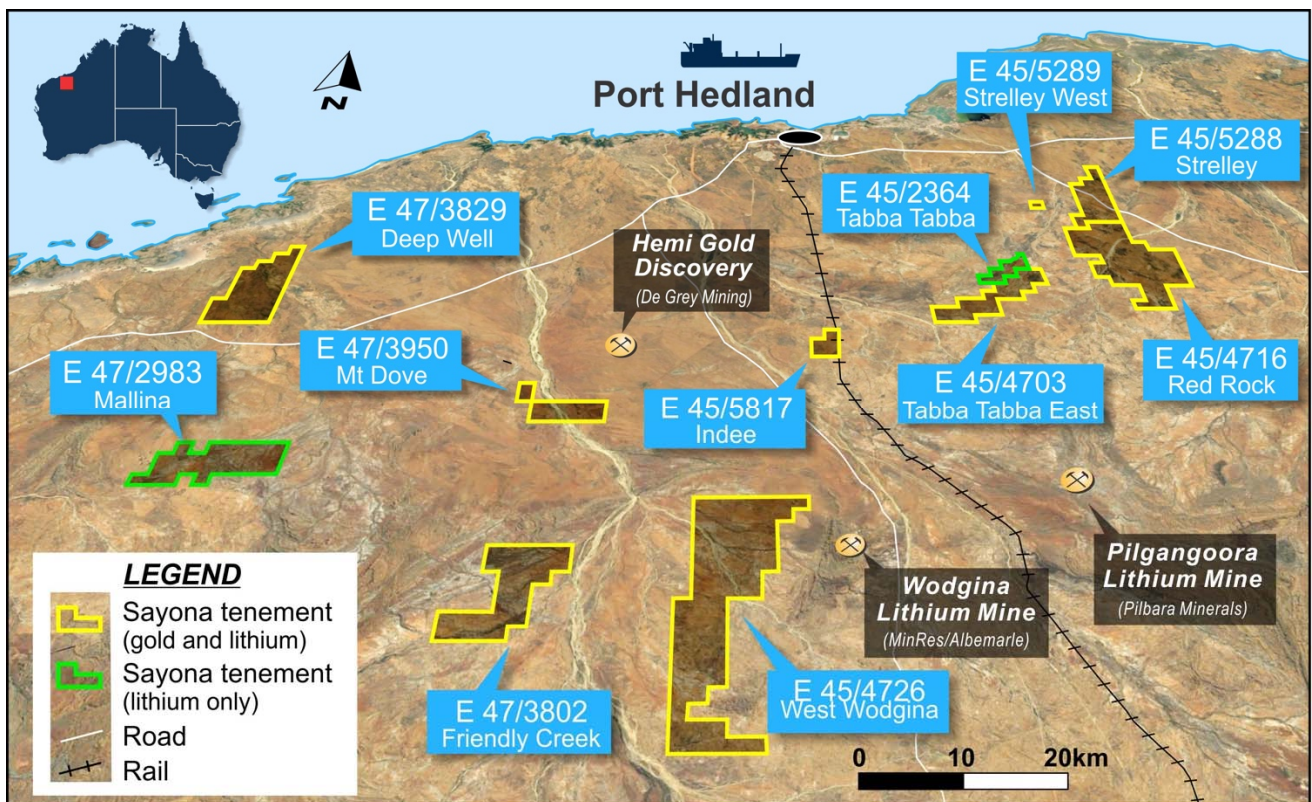 N
Port Hedland
E 45/5289
Strelley West
E 45/5288
Strelley
E 45/2364
Tabba Tabba
E 47/3829
Deep Well
Hemi Gold
Discovery
(De Grey Mining)
E 47/3950
Mt Dove
E 47/2983
Mallina
E 45/5817
Indee
E 45/4703
Tabba Tabba East
E 45/4716
Red Rock
Pilgangoora
Lithium Mine
(Pilbara Minerals)
Wodgina
Lithium Mine
(MinRes/Albemarle)
E 47/3802
Friendly Creek
E 45/4726
West Wodgina
LEGEND
Sayona tenement
(gold and lithium)
Sayona tenement
(lithium only)
Road
Rail
0 10 20km